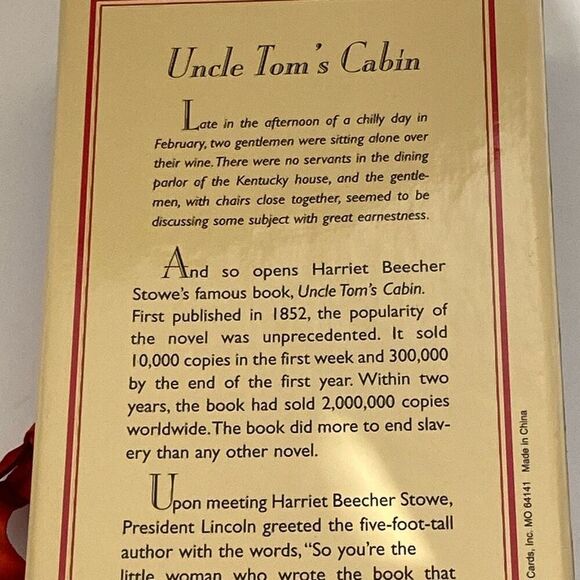 Uncle Tom's Cabin
Late in the afternoon of a chilly day in
February, two gentlemen were sitting alone over
their wine. There were no servants in the dining
parlor of the Kentucky house, and the gentle-
men, with chairs close together, seemed to be
discussing some subject with great earnestness.
And so opens Harriet Beecher
Stowe's famous book, Uncle Tom's Cabin.
First published in 1852, the popularity of
the novel was unprecedented. It sold
10,000 copies in the first week and 300,000
by the end of the first year. Within two
years, the book had sold 2,000,000 copies
worldwide. The book did more to end slav-
ery than any other novel.
Upon meeting Harriet Beecher Stowe,
President Lincoln greeted the five-foot-tall
author with the words, "So you're the
little woman who wrote the book that
Cards, Inc. MO 64141 Made in China